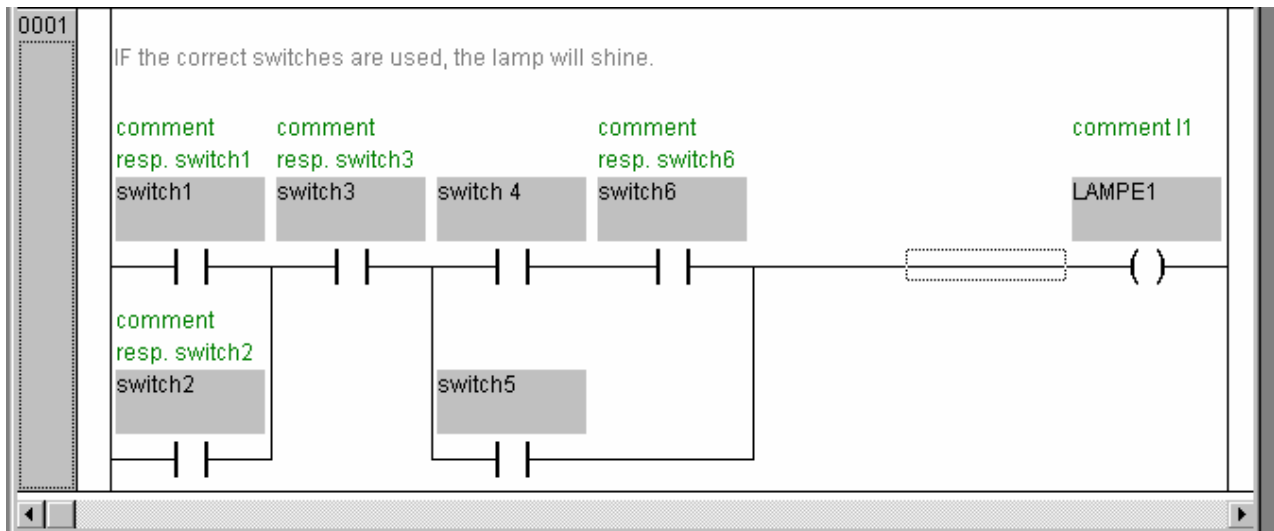 0001
IF the correct switches are used, the lamp will shine.
comment comment comment comment l1
resp. switch1 resp. switch3 resp. switch6
switch1 switch3 switch 4 switch6 LAMPE1
comment
resp. switch2
switch2 switch5